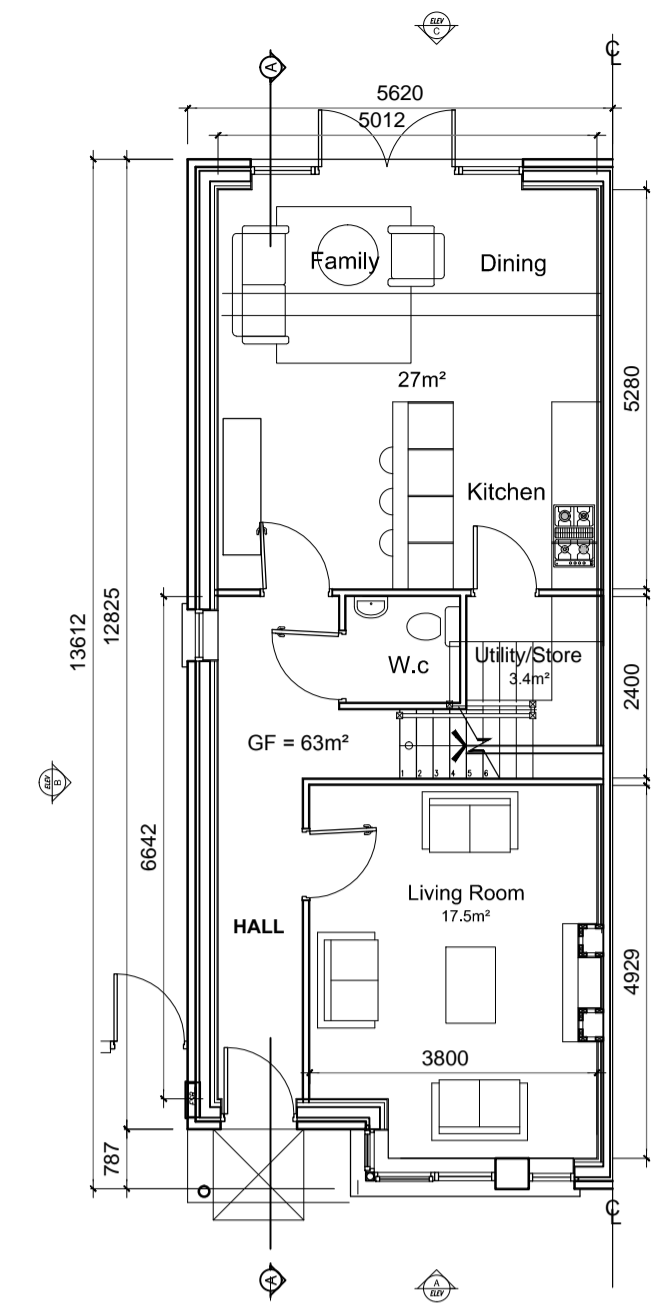 ELEV
C
C
L
A
5620
5012
Family
Dining
27m²
5280
Kitchen
13612
12825
W.c
Utility/Store
3.4m²
2400
GF = 63m²
1 2 3 4 5 6
ELEV
B
6642
Living Room
17.5m²
HALL
4929
3800
ESB
787
C
L
A
A
ELEV